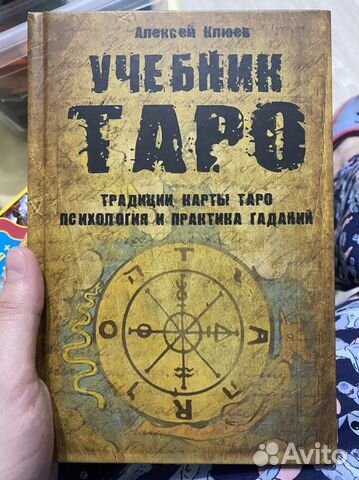 Алексей Клюев
УЧЕБНИК
ТАРО
ТРАДИЦИИ КАРТЫ ТАРО
ПСИХОЛОГИЯ И ПРАКТИКА ГАДАНИЙ
T
A
R
O
Avito